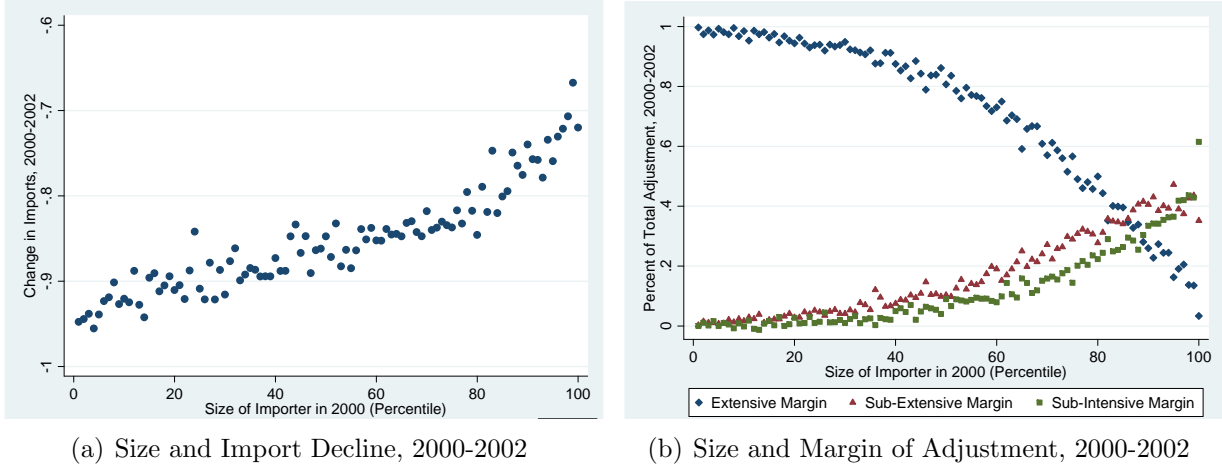 Change in Imports, 2000-2002
-.6
-.7
-.8
-.9
-1
0 20 40 60 80 100
Size of Importer in 2000 (Percentile)
(a) Size and Import Decline, 2000-2002
Percent of Total Adjustment, 2000-2002
1
.8
.6
.4
.2
0
0 20 40 60 80 100
Size of Importer in 2000 (Percentile)
Extensive Margin Sub-Extensive Margin Sub-Intensive Margin
(b) Size and Margin of Adjustment, 2000-2002